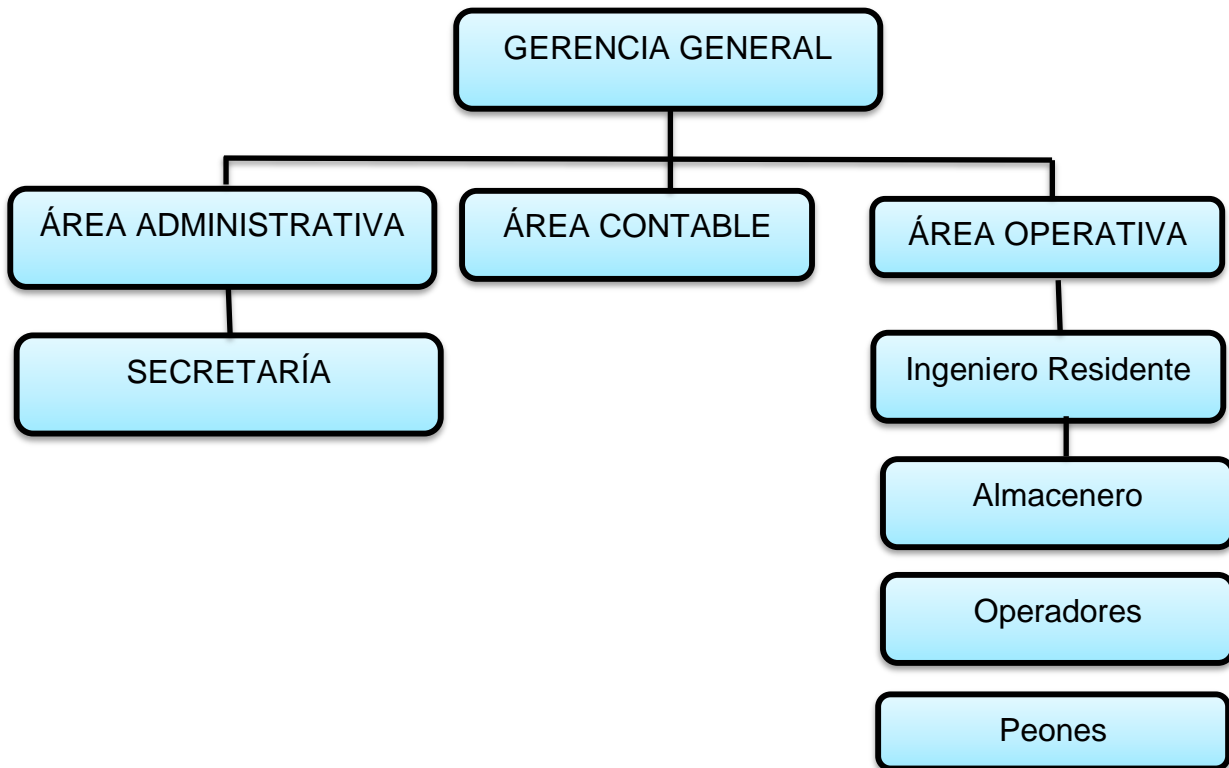 GERENCIA GENERAL
ÁREA ADMINISTRATIVA
ÁREA CONTABLE
ÁREA OPERATIVA
SECRETARÍA
Ingeniero Residente
Almacenero
Operadores
Peones